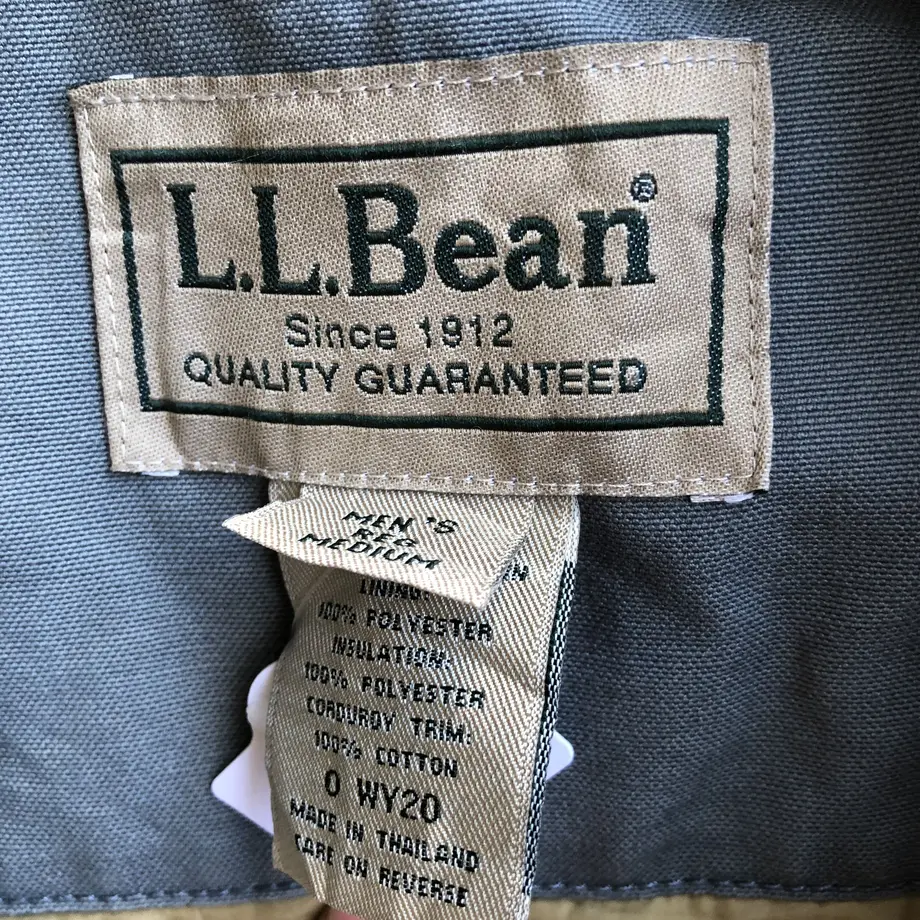 L.L.Bean®
Since 1912
QUALITY GUARANTEED
MEN'S
REG
MEDIUM
LINING:
100% POLYESTER
INSULATION:
100% POLYESTER
CORDUROY TRIM:
100% COTTON
0 WY20
MADE IN THAILAND
CARE ON REVERSE